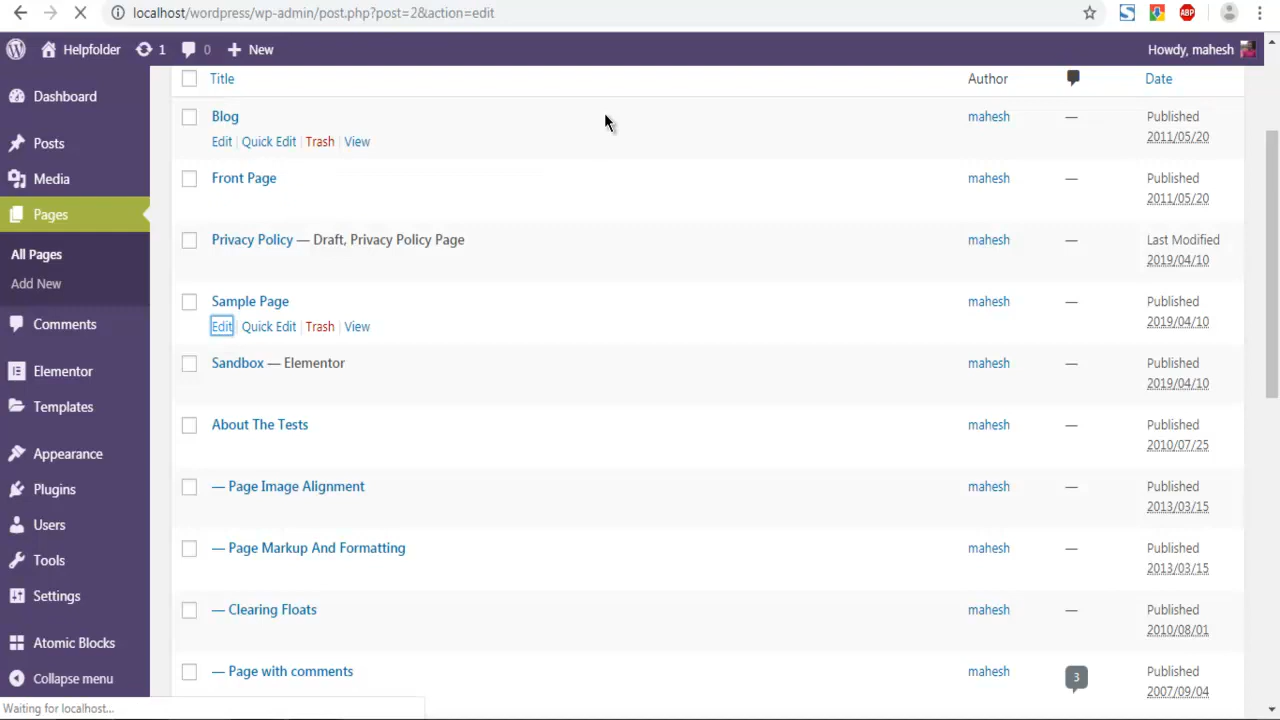 localhost/wordpress/wp-admin/post.php?post=2&action=edit
ABP
Helpfolder 1 0 New Howdy, mahesh
Dashboard
Posts
Media
Pages
All Pages
Add New
Comments
Elementor
Templates
Appearance
Plugins
Users
Tools
Settings
Atomic Blocks
Collapse menu
Title Author Date
Blog mahesh — Published
Edit | Quick Edit | Trash | View 2011/05/20
Front Page mahesh — Published
2011/05/20
Privacy Policy — Draft, Privacy Policy Page mahesh — Last Modified
2019/04/10
Sample Page mahesh — Published
Edit | Quick Edit | Trash | View 2019/04/10
Sandbox — Elementor mahesh — Published
2019/04/10
About The Tests mahesh — Published
2010/07/25
— Page Image Alignment mahesh — Published
2013/03/15
— Page Markup And Formatting mahesh — Published
2013/03/15
— Clearing Floats mahesh — Published
2010/08/01
— Page with comments mahesh 3 Published
2007/09/04
Waiting for localhost...